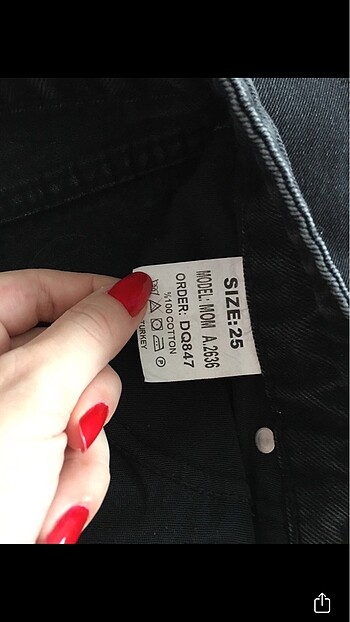 SIZE:25
MODEL: MOM A.2636
ORDER: DQ847
%100 COTTON
TURKEY